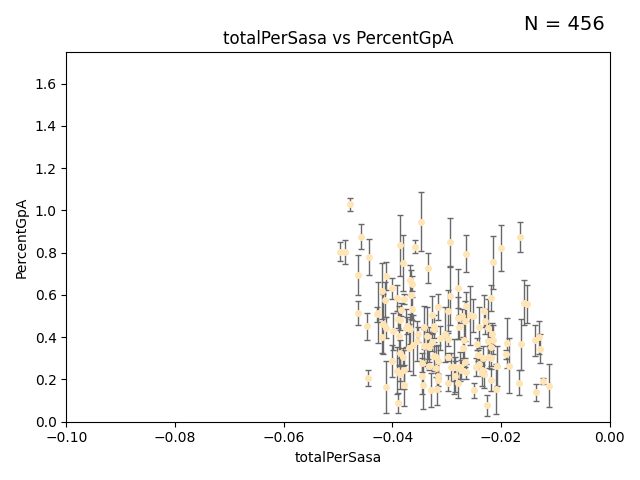 N = 456
totalPerSasa vs PercentGpA
PercentGpA
1.6
1.4
1.2
1.0
0.8
0.6
0.4
0.2
0.0
−0.10 −0.08 −0.06 −0.04 −0.02 0.00
totalPerSasa